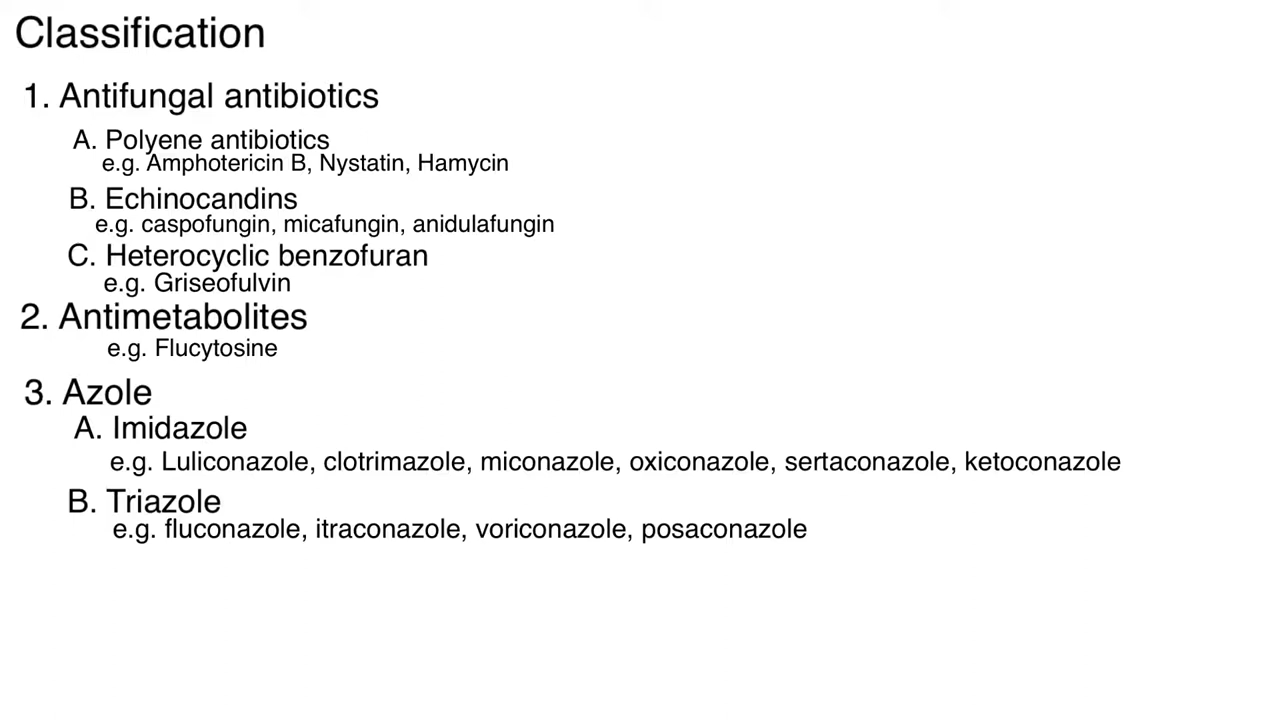 Classification
1. Antifungal antibiotics
A. Polyene antibiotics
e.g. Amphotericin B, Nystatin, Hamycin
B. Echinocandins
e.g. caspofungin, micafungin, anidulafungin
C. Heterocyclic benzofuran
e.g. Griseofulvin
2. Antimetabolites
e.g. Flucytosine
3. Azole
A. Imidazole
e.g. Luliconazole, clotrimazole, miconazole, oxiconazole, sertaconazole, ketoconazole
B. Triazole
e.g. fluconazole, itraconazole, voriconazole, posaconazole